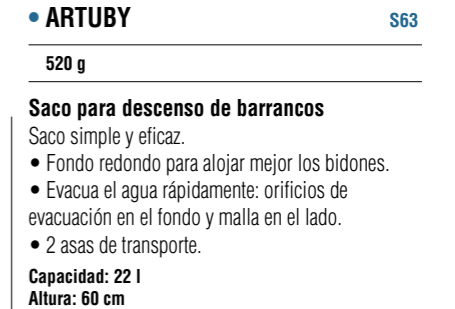 • ARTUBY S63
520 g
Saco para descenso de barrancos
Saco simple y eficaz.
• Fondo redondo para alojar mejor los bidones.
• Evacua el agua rápidamente: orificios de
evacuación en el fondo y malla en el lado.
• 2 asas de transporte.
Capacidad: 22 l
Altura: 60 cm